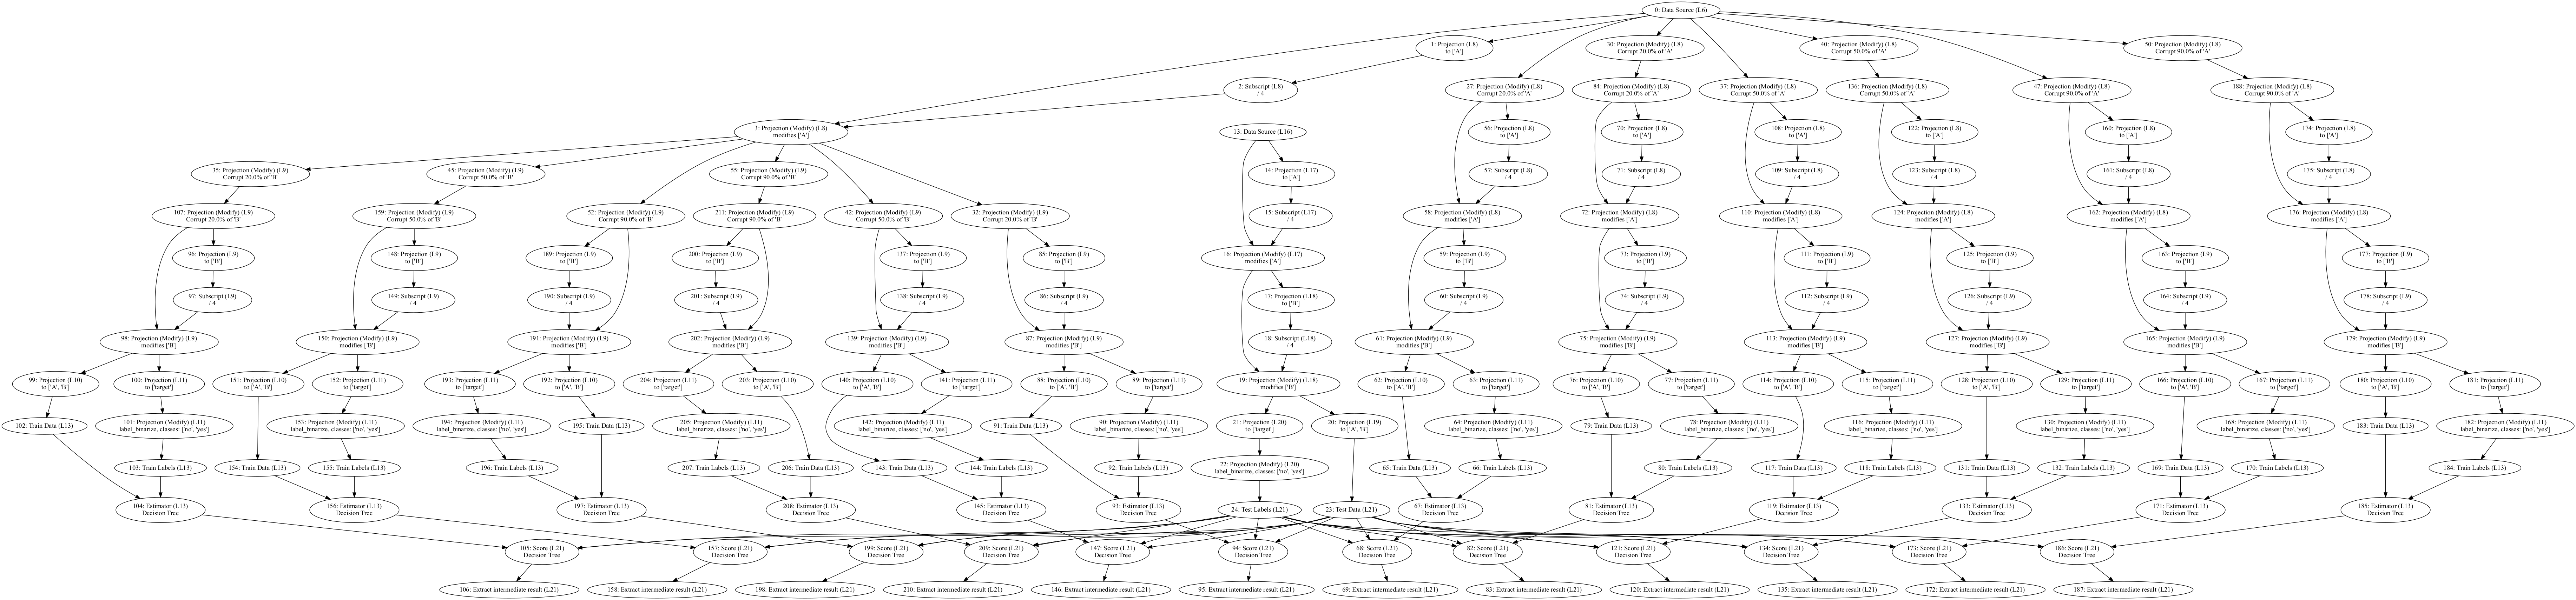 0: Data Source (L6)
1: Projection (L8)
to ['A']
30: Projection (Modify) (L8)
Corrupt 20.0% of 'A'
40: Projection (Modify) (L8)
Corrupt 50.0% of 'A'
50: Projection (Modify) (L8)
Corrupt 90.0% of 'A'
2: Subscript (L8)
/ 4
27: Projection (Modify) (L8)
Corrupt 20.0% of 'A'
84: Projection (Modify) (L8)
Corrupt 20.0% of 'A'
37: Projection (Modify) (L8)
Corrupt 50.0% of 'A'
136: Projection (Modify) (L8)
Corrupt 50.0% of 'A'
47: Projection (Modify) (L8)
Corrupt 90.0% of 'A'
188: Projection (Modify) (L8)
Corrupt 90.0% of 'A'
3: Projection (Modify) (L8)
modifies ['A']
13: Data Source (L16)
56: Projection (L8)
to ['A']
70: Projection (L8)
to ['A']
108: Projection (L8)
to ['A']
122: Projection (L8)
to ['A']
160: Projection (L8)
to ['A']
174: Projection (L8)
to ['A']
35: Projection (Modify) (L9)
Corrupt 20.0% of 'B'
45: Projection (Modify) (L9)
Corrupt 50.0% of 'B'
55: Projection (Modify) (L9)
Corrupt 90.0% of 'B'
14: Projection (L17)
to ['A']
57: Subscript (L8)
/ 4
71: Subscript (L8)
/ 4
109: Subscript (L8)
/ 4
123: Subscript (L8)
/ 4
161: Subscript (L8)
/ 4
175: Subscript (L8)
/ 4
107: Projection (Modify) (L9)
Corrupt 20.0% of 'B'
159: Projection (Modify) (L9)
Corrupt 50.0% of 'B'
52: Projection (Modify) (L9)
Corrupt 90.0% of 'B'
211: Projection (Modify) (L9)
Corrupt 90.0% of 'B'
42: Projection (Modify) (L9)
Corrupt 50.0% of 'B'
32: Projection (Modify) (L9)
Corrupt 20.0% of 'B'
15: Subscript (L17)
/ 4
58: Projection (Modify) (L8)
modifies ['A']
72: Projection (Modify) (L8)
modifies ['A']
110: Projection (Modify) (L8)
modifies ['A']
124: Projection (Modify) (L8)
modifies ['A']
162: Projection (Modify) (L8)
modifies ['A']
176: Projection (Modify) (L8)
modifies ['A']
96: Projection (L9)
to ['B']
148: Projection (L9)
to ['B']
189: Projection (L9)
to ['B']
200: Projection (L9)
to ['B']
137: Projection (L9)
to ['B']
85: Projection (L9)
to ['B']
16: Projection (Modify) (L17)
modifies ['A']
59: Projection (L9)
to ['B']
73: Projection (L9)
to ['B']
111: Projection (L9)
to ['B']
125: Projection (L9)
to ['B']
163: Projection (L9)
to ['B']
177: Projection (L9)
to ['B']
97: Subscript (L9)
/ 4
149: Subscript (L9)
/ 4
190: Subscript (L9)
/ 4
201: Subscript (L9)
/ 4
138: Subscript (L9)
/ 4
86: Subscript (L9)
/ 4
17: Projection (L18)
to ['B']
60: Subscript (L9)
/ 4
74: Subscript (L9)
/ 4
112: Subscript (L9)
/ 4
126: Subscript (L9)
/ 4
164: Subscript (L9)
/ 4
178: Subscript (L9)
/ 4
98: Projection (Modify) (L9)
modifies ['B']
150: Projection (Modify) (L9)
modifies ['B']
191: Projection (Modify) (L9)
modifies ['B']
202: Projection (Modify) (L9)
modifies ['B']
139: Projection (Modify) (L9)
modifies ['B']
87: Projection (Modify) (L9)
modifies ['B']
18: Subscript (L18)
/ 4
61: Projection (Modify) (L9)
modifies ['B']
75: Projection (Modify) (L9)
modifies ['B']
113: Projection (Modify) (L9)
modifies ['B']
127: Projection (Modify) (L9)
modifies ['B']
165: Projection (Modify) (L9)
modifies ['B']
179: Projection (Modify) (L9)
modifies ['B']
99: Projection (L10)
to ['A', 'B']
100: Projection (L11)
to ['target']
151: Projection (L10)
to ['A', 'B']
152: Projection (L11)
to ['target']
193: Projection (L11)
to ['target']
192: Projection (L10)
to ['A', 'B']
204: Projection (L11)
to ['target']
203: Projection (L10)
to ['A', 'B']
140: Projection (L10)
to ['A', 'B']
141: Projection (L11)
to ['target']
88: Projection (L10)
to ['A', 'B']
89: Projection (L11)
to ['target']
19: Projection (Modify) (L18)
modifies ['B']
62: Projection (L10)
to ['A', 'B']
63: Projection (L11)
to ['target']
76: Projection (L10)
to ['A', 'B']
77: Projection (L11)
to ['target']
114: Projection (L10)
to ['A', 'B']
115: Projection (L11)
to ['target']
128: Projection (L10)
to ['A', 'B']
129: Projection (L11)
to ['target']
166: Projection (L10)
to ['A', 'B']
167: Projection (L11)
to ['target']
180: Projection (L10)
to ['A', 'B']
181: Projection (L11)
to ['target']
102: Train Data (L13)
101: Projection (Modify) (L11)
label_binarize, classes: ['no', 'yes']
153: Projection (Modify) (L11)
label_binarize, classes: ['no', 'yes']
194: Projection (Modify) (L11)
label_binarize, classes: ['no', 'yes']
195: Train Data (L13)
205: Projection (Modify) (L11)
label_binarize, classes: ['no', 'yes']
142: Projection (Modify) (L11)
label_binarize, classes: ['no', 'yes']
91: Train Data (L13)
90: Projection (Modify) (L11)
label_binarize, classes: ['no', 'yes']
21: Projection (L20)
to ['target']
20: Projection (L19)
to ['A', 'B']
64: Projection (Modify) (L11)
label_binarize, classes: ['no', 'yes']
79: Train Data (L13)
78: Projection (Modify) (L11)
label_binarize, classes: ['no', 'yes']
116: Projection (Modify) (L11)
label_binarize, classes: ['no', 'yes']
130: Projection (Modify) (L11)
label_binarize, classes: ['no', 'yes']
168: Projection (Modify) (L11)
label_binarize, classes: ['no', 'yes']
183: Train Data (L13)
182: Projection (Modify) (L11)
label_binarize, classes: ['no', 'yes']
103: Train Labels (L13)
154: Train Data (L13)
155: Train Labels (L13)
196: Train Labels (L13)
207: Train Labels (L13)
206: Train Data (L13)
143: Train Data (L13)
144: Train Labels (L13)
92: Train Labels (L13)
22: Projection (Modify) (L20)
label_binarize, classes: ['no', 'yes']
65: Train Data (L13)
66: Train Labels (L13)
80: Train Labels (L13)
117: Train Data (L13)
118: Train Labels (L13)
131: Train Data (L13)
132: Train Labels (L13)
169: Train Data (L13)
170: Train Labels (L13)
184: Train Labels (L13)
104: Estimator (L13)
Decision Tree
156: Estimator (L13)
Decision Tree
197: Estimator (L13)
Decision Tree
208: Estimator (L13)
Decision Tree
145: Estimator (L13)
Decision Tree
93: Estimator (L13)
Decision Tree
24: Test Labels (L21)
23: Test Data (L21)
67: Estimator (L13)
Decision Tree
81: Estimator (L13)
Decision Tree
119: Estimator (L13)
Decision Tree
133: Estimator (L13)
Decision Tree
171: Estimator (L13)
Decision Tree
185: Estimator (L13)
Decision Tree
105: Score (L21)
Decision Tree
157: Score (L21)
Decision Tree
199: Score (L21)
Decision Tree
209: Score (L21)
Decision Tree
147: Score (L21)
Decision Tree
94: Score (L21)
Decision Tree
68: Score (L21)
Decision Tree
82: Score (L21)
Decision Tree
121: Score (L21)
Decision Tree
134: Score (L21)
Decision Tree
173: Score (L21)
Decision Tree
186: Score (L21)
Decision Tree
106: Extract intermediate result (L21)
158: Extract intermediate result (L21)
198: Extract intermediate result (L21)
210: Extract intermediate result (L21)
146: Extract intermediate result (L21)
95: Extract intermediate result (L21)
69: Extract intermediate result (L21)
83: Extract intermediate result (L21)
120: Extract intermediate result (L21)
135: Extract intermediate result (L21)
172: Extract intermediate result (L21)
187: Extract intermediate result (L21)